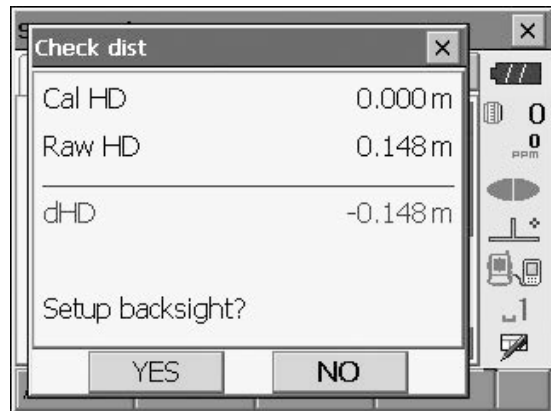 Check dist
Cal HD 0.000 m
Raw HD 0.148 m
dHD -0.148 m
Setup backsight?
YES NO
0
0
PPM
1